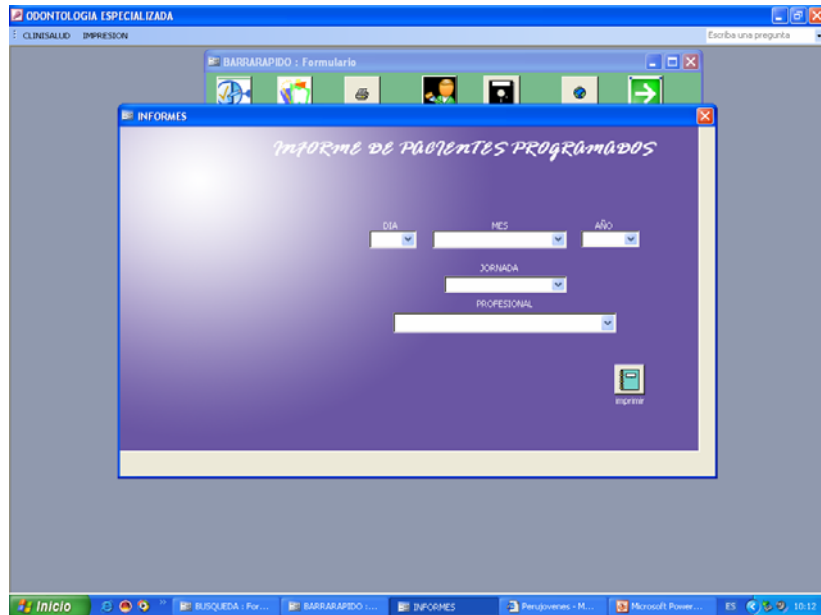 ODONTOLOGIA ESPECIALIZADA
CLINISALUD IMPRESION
Escriba una pregunta
BARRARAPIDO : Formulario
INFORMES
INFORME DE PACIENTES PROGRAMADOS
DIA MES AÑO
JORNADA
PROFESIONAL
imprimir
Inicio » BUSQUEDA : For... BARRARAPIDO :... INFORMES Perujovenes - M... Microsoft Power... ES 10:12